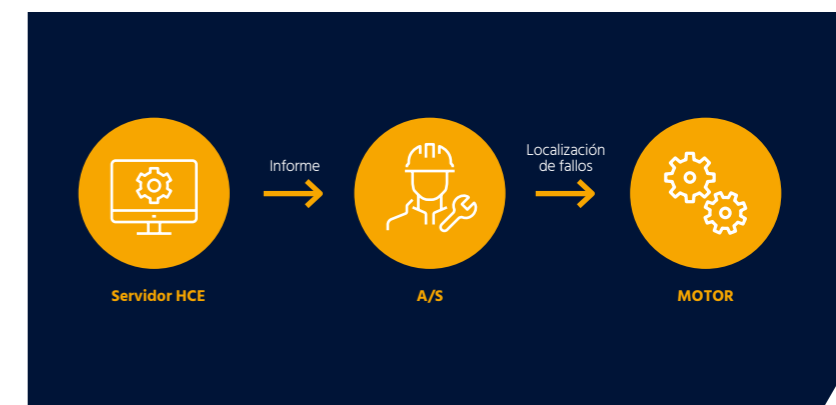 Informe
Localización
de fallos
Servidor HCE
A/S
MOTOR